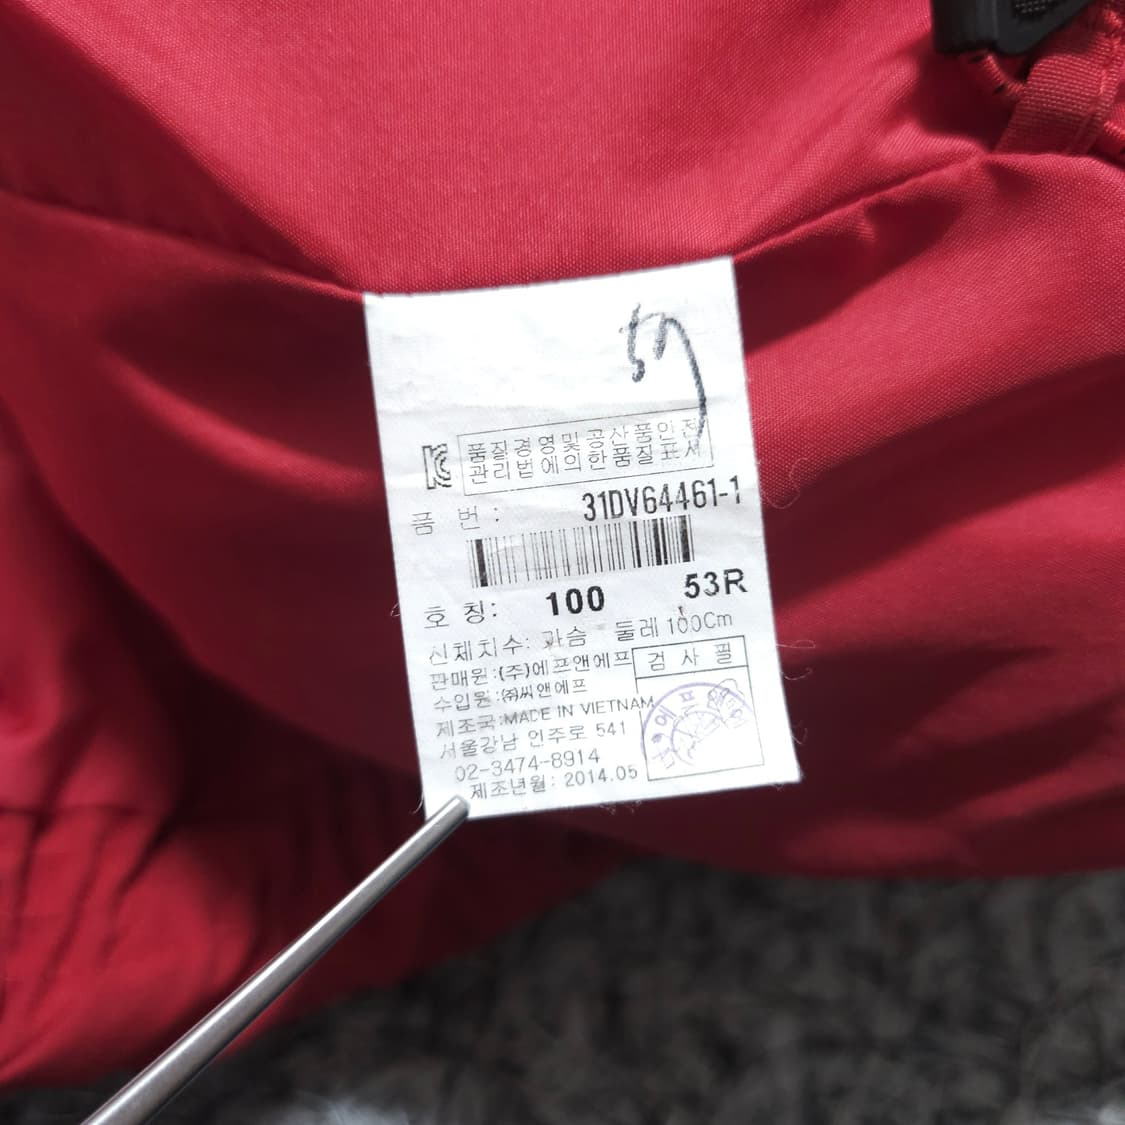 품질경영및공산품안전
관리법에의한품질표시
품 번 : 31DV64461-1
53R
호 칭: 100
신체치수: 가슴 둘레 100Cm
판매원:(주)에프앤에프
검 사 필
수입원:㈜씨앤에프
제조국:MADE IN VIETNAM
서울강남 언주로 541
02-3474-8914
제조년월: 2014.05